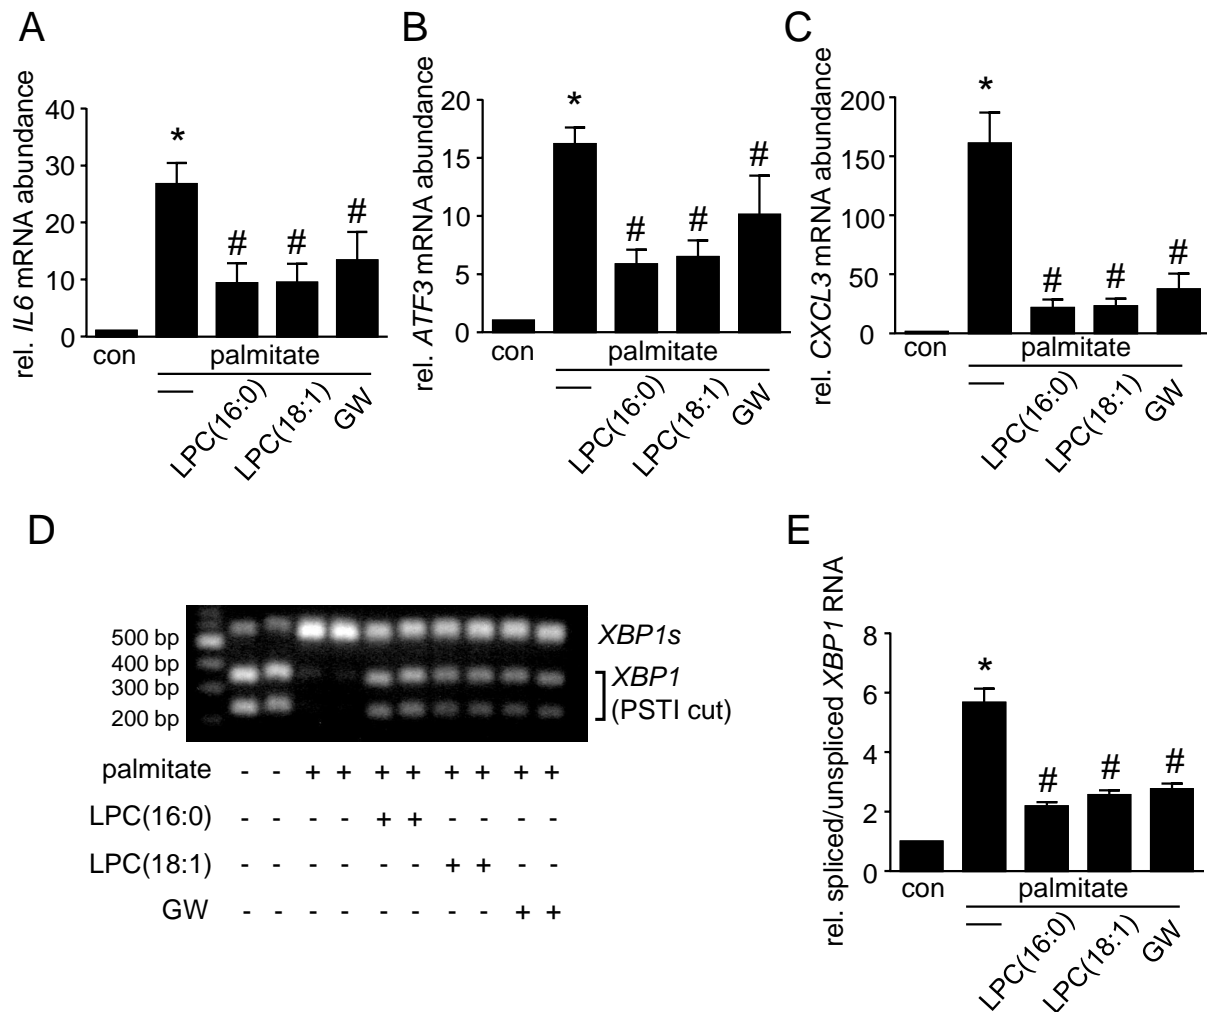 A
rel. IL6 mRNA abundance
40
30
20
10
0
*
#
#
#
con
palmitate
—
LPC(16:0)
LPC(18:1)
GW
B
rel. ATF3 mRNA abundance
20
15
10
5
0
*
#
#
#
con
palmitate
—
LPC(16:0)
LPC(18:1)
GW
C
rel. CXCL3 mRNA abundance
200
150
100
50
0
*
#
#
#
con
palmitate
—
LPC(16:0)
LPC(18:1)
GW
D
500 bp
400 bp
300 bp
200 bp
XBP1s
XBP1
(PSTI cut)
palmitate - - + + + + + + + +
LPC(16:0) - - - - + + - - - -
LPC(18:1) - - - - - - + + - -
GW - - - - - - - - + +
E
rel. spliced/unspliced XBP1 RNA
8
6
4
2
0
*
#
#
#
con
palmitate
—
LPC(16:0)
LPC(18:1)
GW